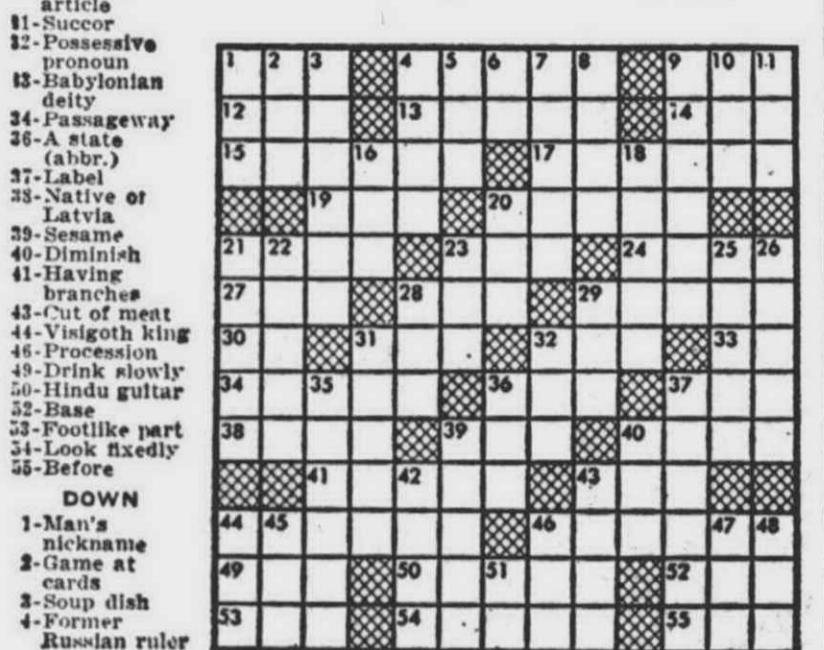 article
31-Succor
32-Possessive
pronoun
33-Babylonian
deity
34-Passageway
36-A state
(abbr.)
37-Label
38-Native of
Latvia
39-Sesame
40-Diminish
41-Having
branches
43-Cut of meat
44-Visigoth king
46-Procession
49-Drink slowly
50-Hindu guitar
52-Base
53-Footlike part
54-Look fixedly
55-Before
DOWN
1-Man's
nickname
2-Game at
cards
3-Soup dish
4-Former
Russian ruler
1 2 3 4 5 6 7 8 9 10 11
12 13 14
15 16 17 18
19 20
21 22 23 24 25 26
27 28 29
30 31 32 33
34 35 36 37
38 39 40
41 42 43
44 45 46 47 48
49 50 51 52
53 54 55